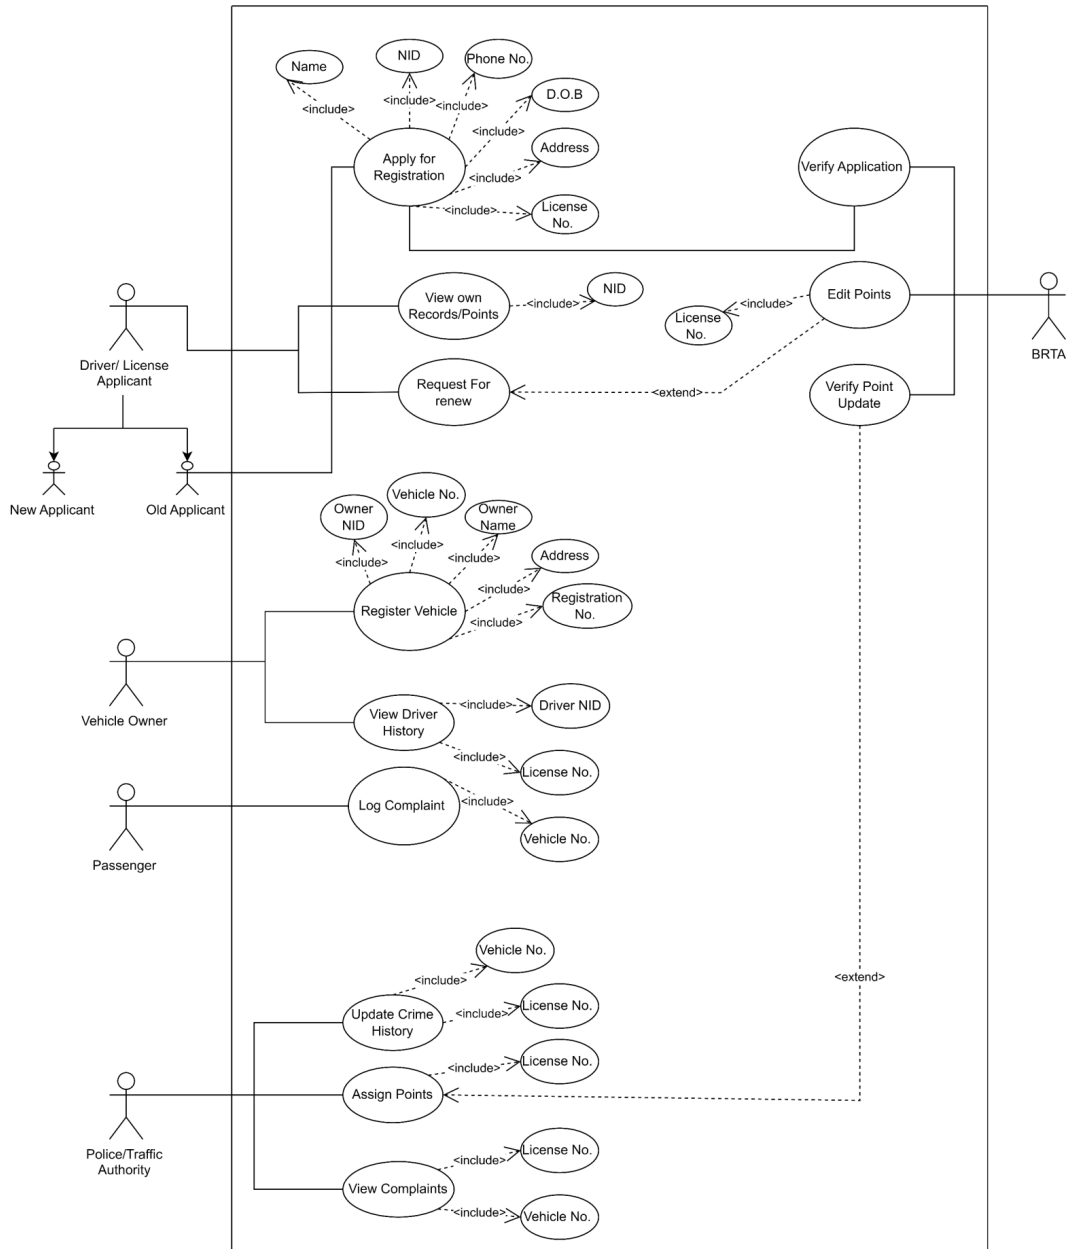 Name
NID
Phone No.
<include>
<include>
<include>
D.O.B
<include>
Address
<include>
Apply for
Registration
License
No.
<include>
Verify Application
View own
Records/Points
<include>
NID
Edit Points
<include>
License
No.
BRTA
Driver/ License
Applicant
Request For
renew
<extend>
Verify Point
Update
New Applicant
Old Applicant
Owner
NID
Vehicle No.
Owner
Name
<include>
<include>
<include>
Address
<include>
Register Vehicle
Registration
No.
<include>
Vehicle Owner
View Driver
History
<include>
Driver NID
<include>
License No.
Passenger
Log Complaint
<include>
Vehicle No.
Vehicle No.
<include>
Update Crime
History
<include>
License No.
<extend>
Assign Points
<include>
License No.
Police/Traffic
Authority
View Complaints
<include>
License No.
<include>
Vehicle No.